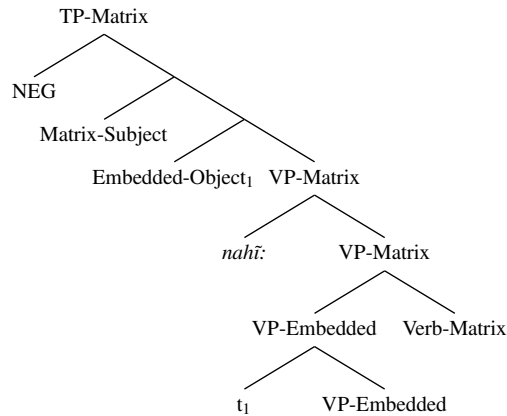 TP-Matrix
NEG
Matrix-Subject
Embedded-Object₁ VP-Matrix
nahĩ: VP-Matrix
VP-Embedded Verb-Matrix
t₁ VP-Embedded